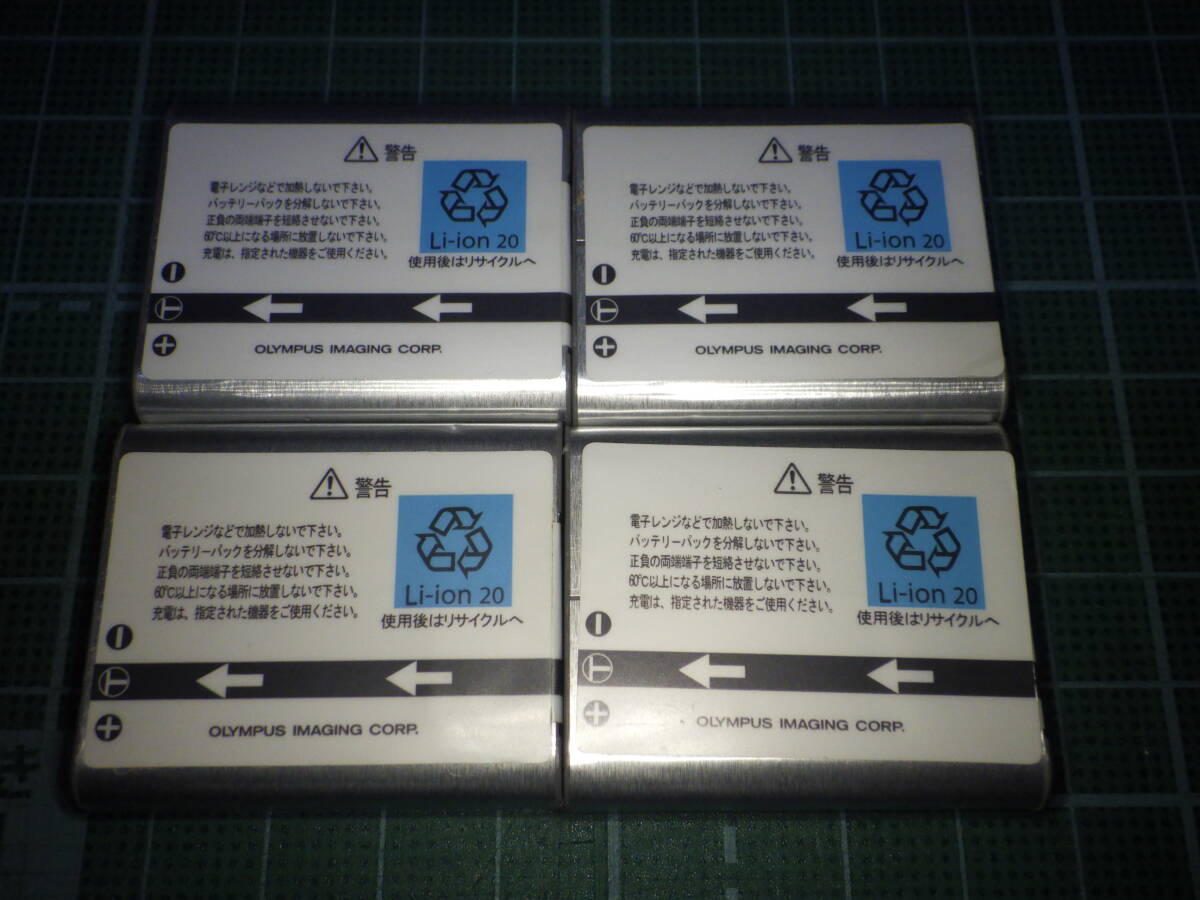 警告
電子レンジなどで加熱しないで下さい。
バッテリーパックを分解しないで下さい。
正負の両端端子を短絡させないで下さい。
60℃以上になる場所に放置しないで下さい。
充電は、指定された機器をご使用ください。
Li-ion 20
使用後はリサイクルへ
OLYMPUS IMAGING CORP.
警告
電子レンジなどで加熱しないで下さい。
バッテリーパックを分解しないで下さい。
正負の両端端子を短絡させないで下さい。
60℃以上になる場所に放置しないで下さい。
充電は、指定された機器をご使用ください。
Li-ion 20
使用後はリサイクルへ
OLYMPUS IMAGING CORP.
警告
電子レンジなどで加熱しないで下さい。
バッテリーパックを分解しないで下さい。
正負の両端端子を短絡させないで下さい。
60℃以上になる場所に放置しないで下さい。
充電は、指定された機器をご使用ください。
Li-ion 20
使用後はリサイクルへ
OLYMPUS IMAGING CORP.
警告
電子レンジなどで加熱しないで下さい。
バッテリーパックを分解しないで下さい。
正負の両端端子を短絡させないで下さい。
60℃以上になる場所に放置しないで下さい。
充電は、指定された機器をご使用ください。
Li-ion 20
使用後はリサイクルへ
OLYMPUS IMAGING CORP.